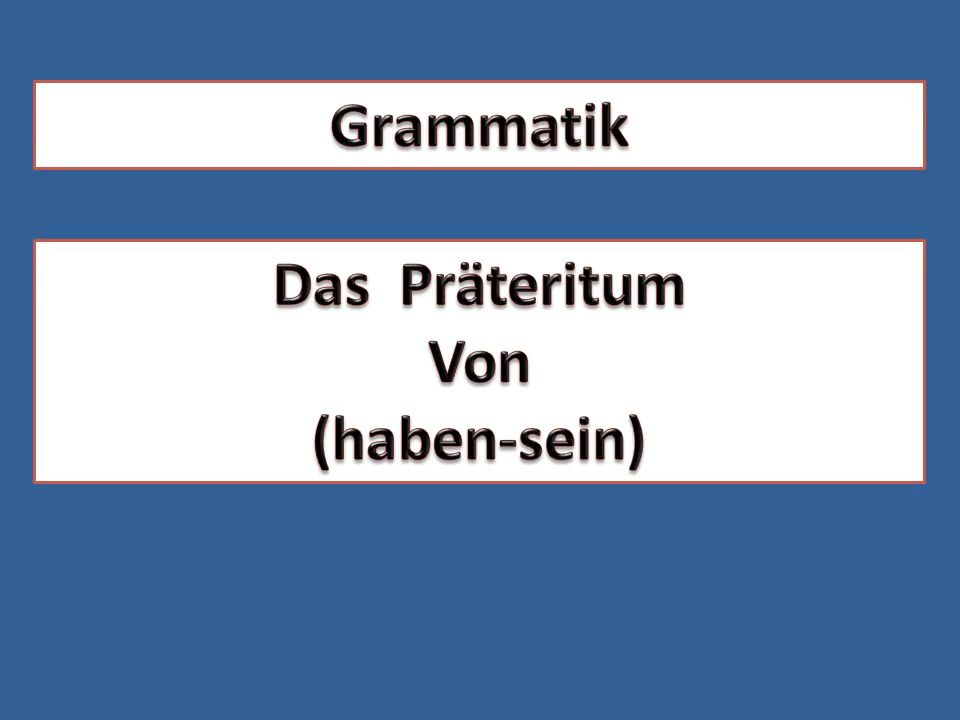 Grammatik
Das Präteritum
Von
(haben-sein)